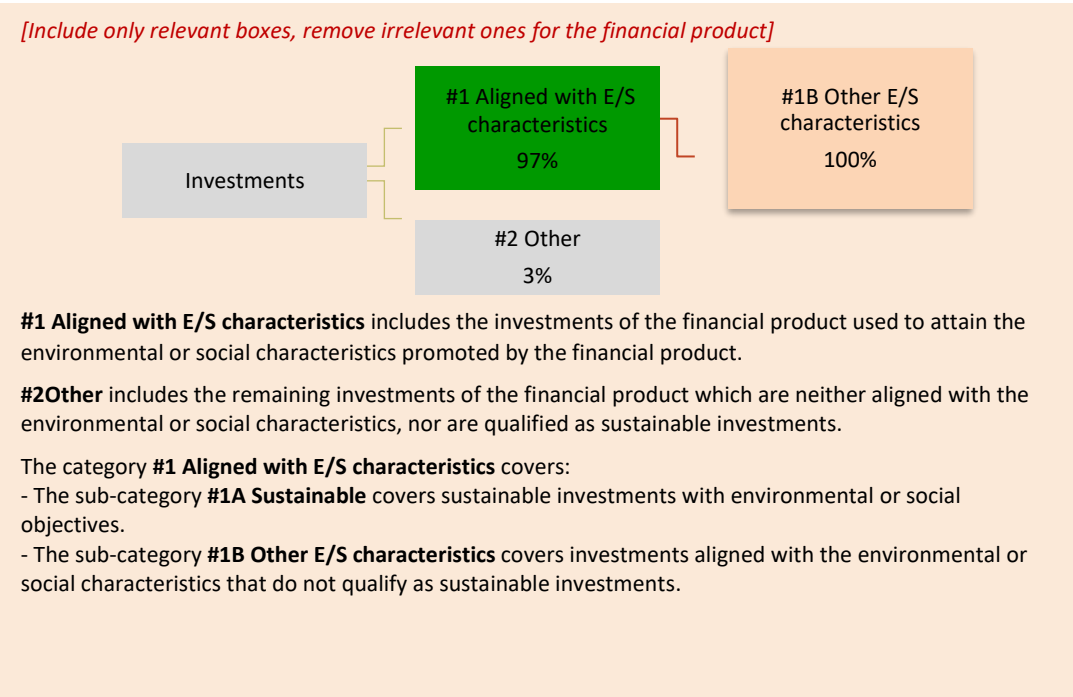 [Include only relevant boxes, remove irrelevant ones for the financial product]
#1 Aligned with E/S
characteristics
97%
#1B Other E/S
characteristics
100%
Investments
#2 Other
3%
#1 Aligned with E/S characteristics includes the investments of the financial product used to attain the
environmental or social characteristics promoted by the financial product.
#2Other includes the remaining investments of the financial product which are neither aligned with the
environmental or social characteristics, nor are qualified as sustainable investments.
The category #1 Aligned with E/S characteristics covers:
- The sub-category #1A Sustainable covers sustainable investments with environmental or social
objectives.
- The sub-category #1B Other E/S characteristics covers investments aligned with the environmental or
social characteristics that do not qualify as sustainable investments.